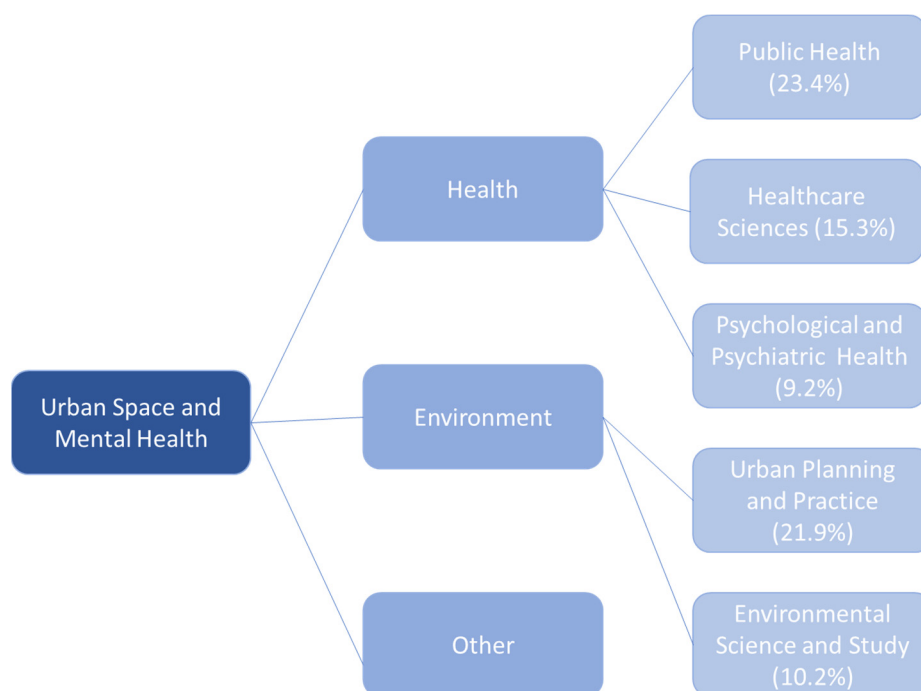 Urban Space and
Mental Health
Health
Environment
Other
Public Health
(23.4%)
Healthcare
Sciences (15.3%)
Psychological and
Psychiatric Health
(9.2%)
Urban Planning
and Practice
(21.9%)
Environmental
Science and Study
(10.2%)